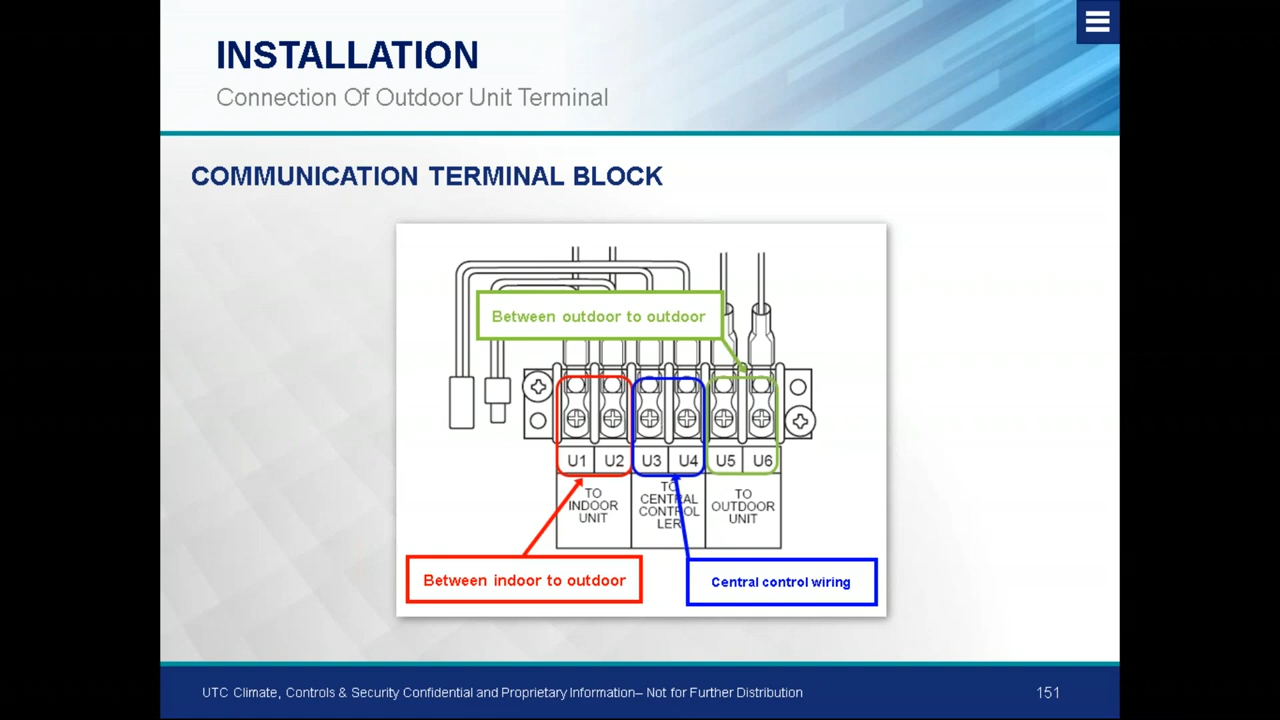 INSTALLATION
Connection Of Outdoor Unit Terminal
COMMUNICATION TERMINAL BLOCK
Between outdoor to outdoor
U1 U2 U3 U4 U5 U6
TO
INDOOR
UNIT
TO
CENTRAL
CONTROL
LER
TO
OUTDOOR
UNIT
Between indoor to outdoor
Central control wiring
UTC Climate, Controls & Security Confidential and Proprietary Information– Not for Further Distribution
151